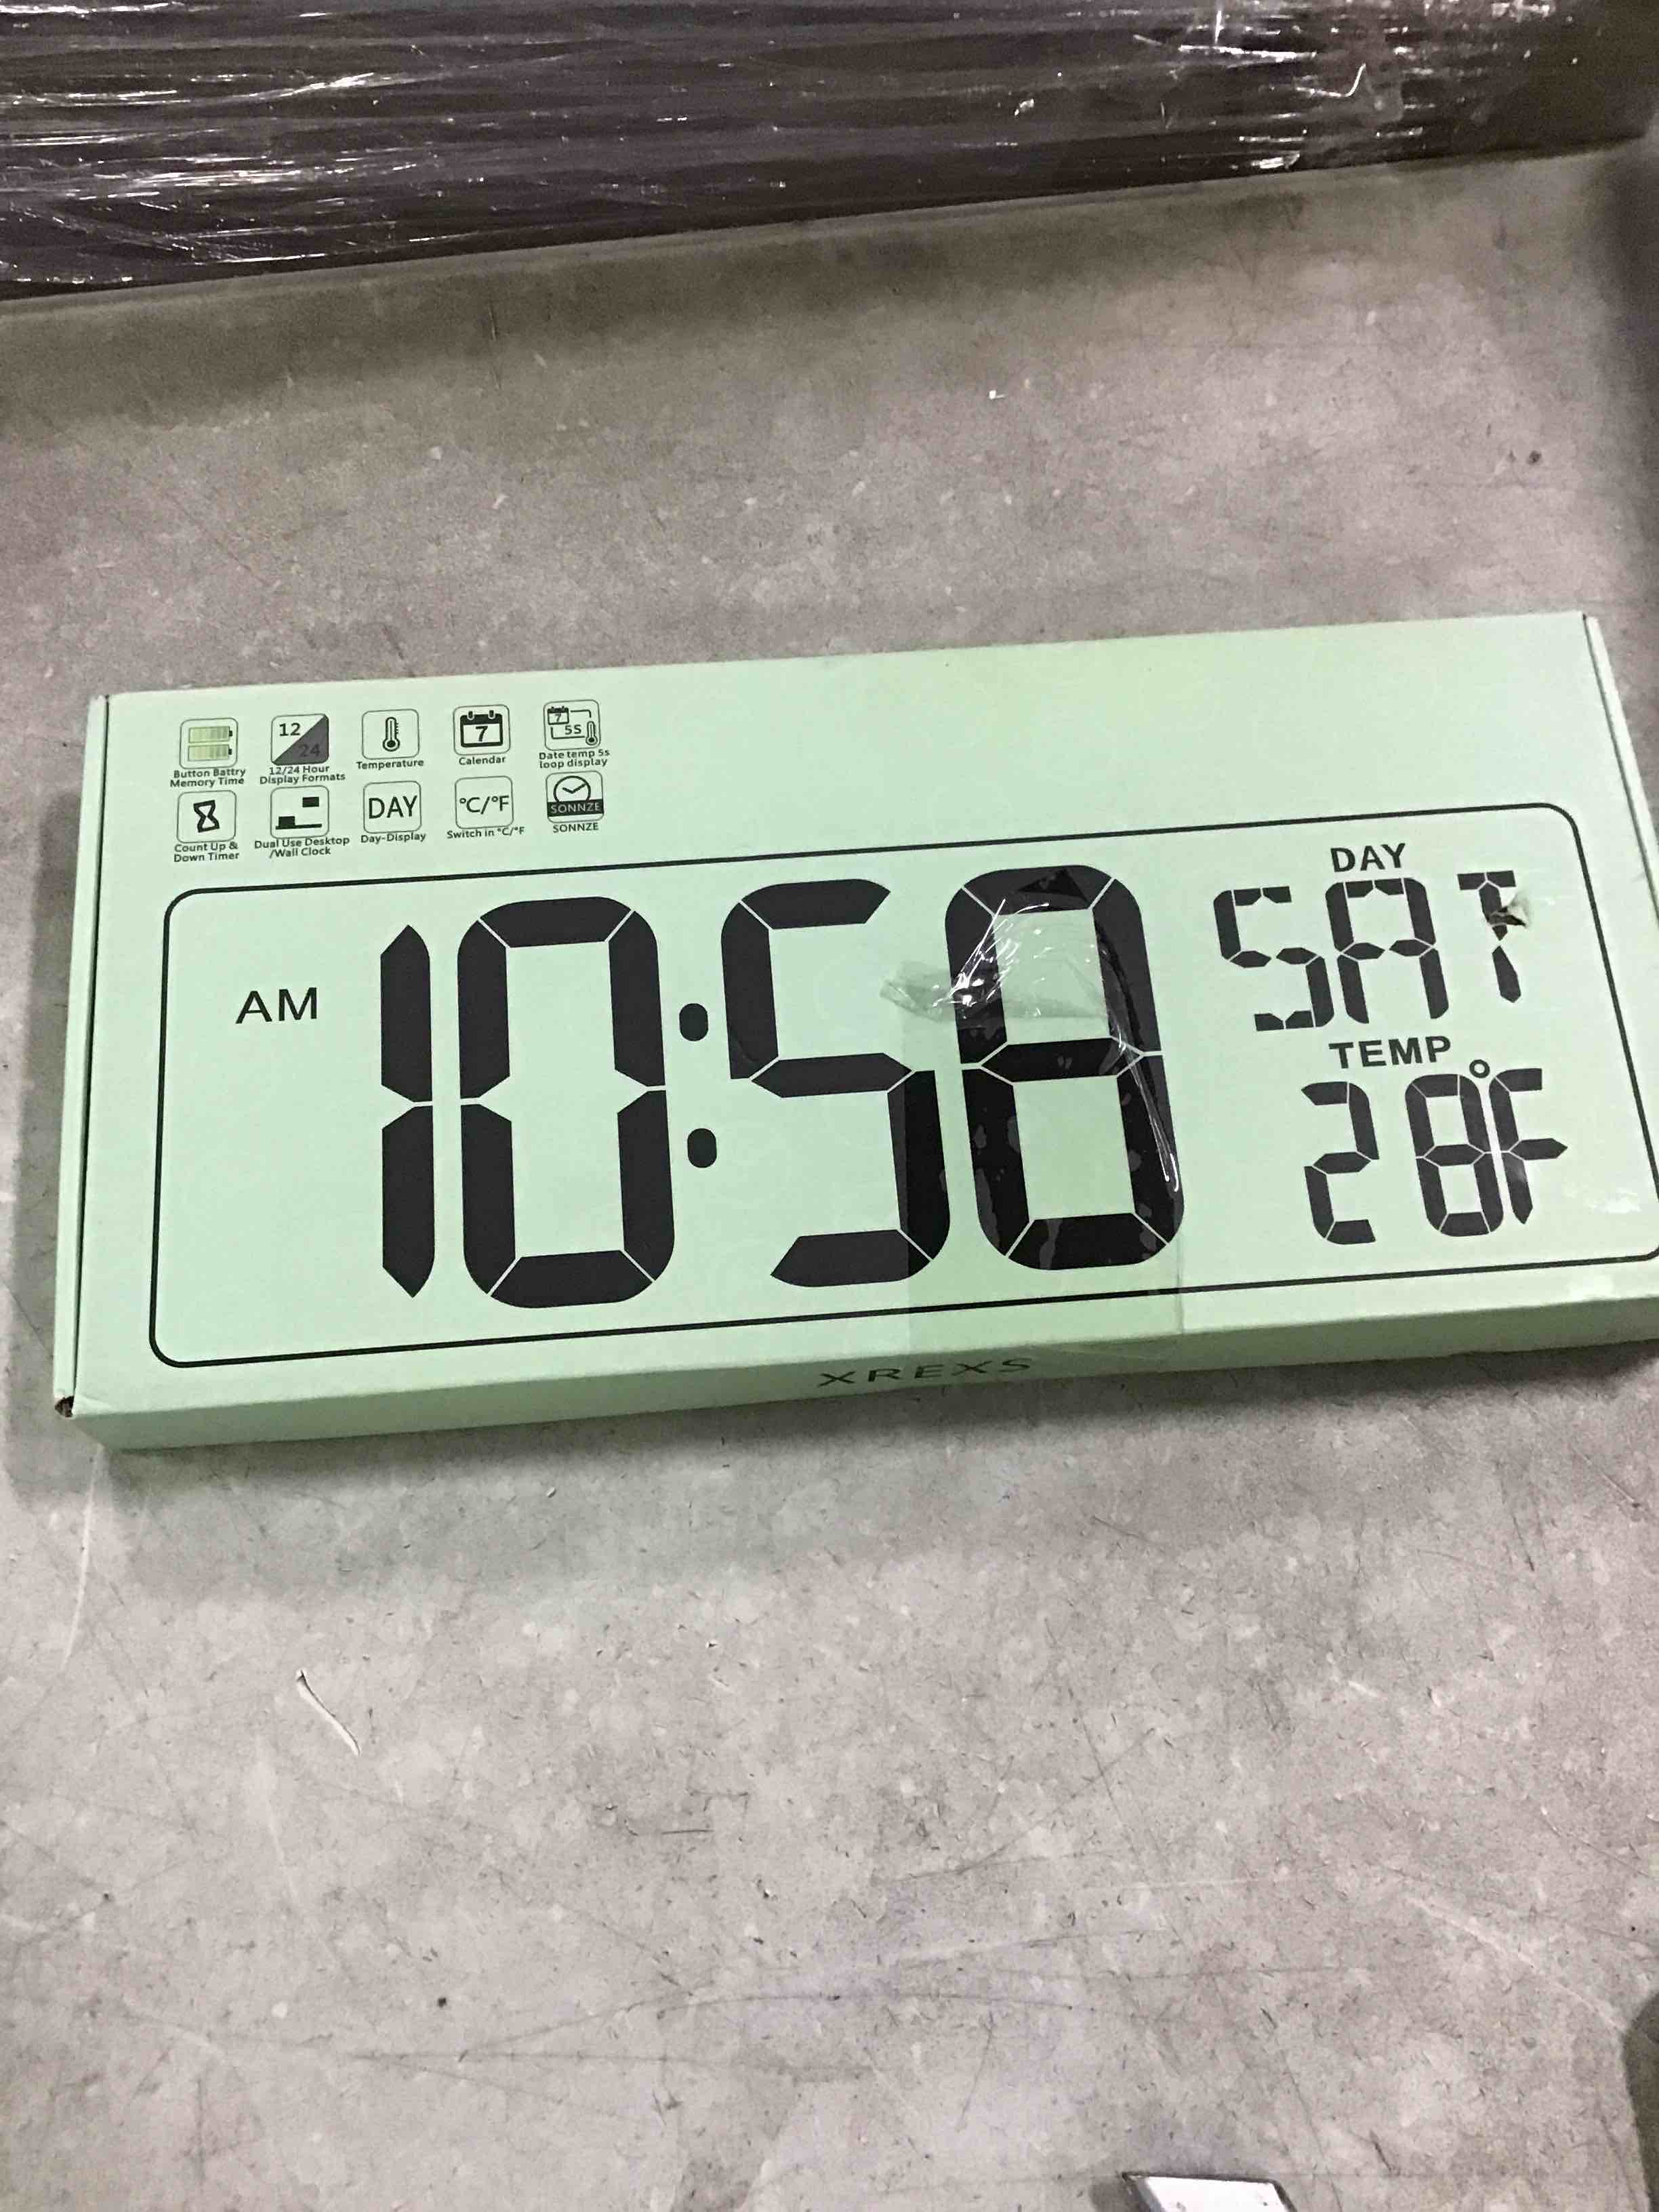 12
24
7
7
5S
Button Battry
Memory Time
12/24 Hour
Display Formats
Temperature
Calendar
Date temp 5s
loop display
DAY
°C/°F
SONNZE
Count Up &
Down Timer
Dual Use Desktop
/Wall Clock
Day-Display
Switch in °C/°F
SONNZE
AM
10:58
DAY
SAT
TEMP
28°F
XREXS